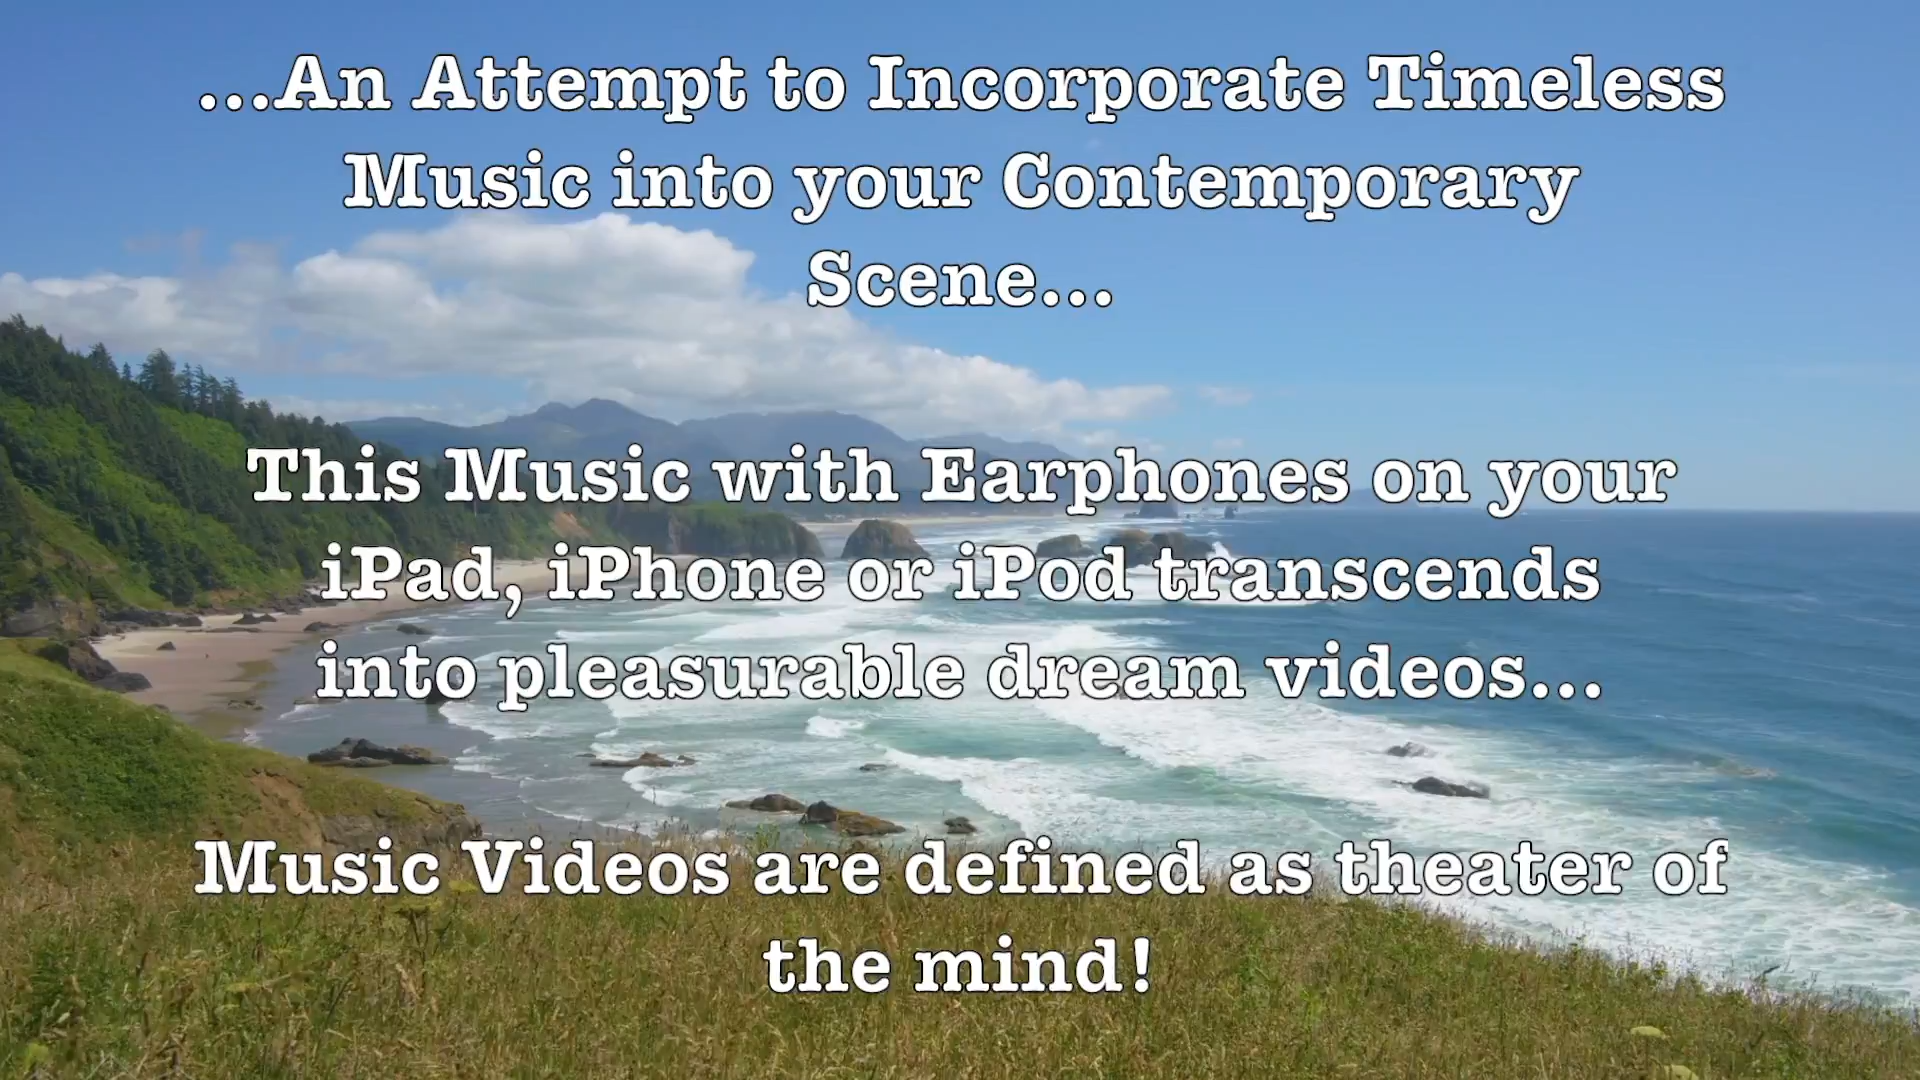 ...An Attempt to Incorporate Timeless
Music into your Contemporary
Scene...
This Music with Earphones on your
iPad, iPhone or iPod transcends
into pleasurable dream videos...
Music Videos are defined as theater of
the mind!